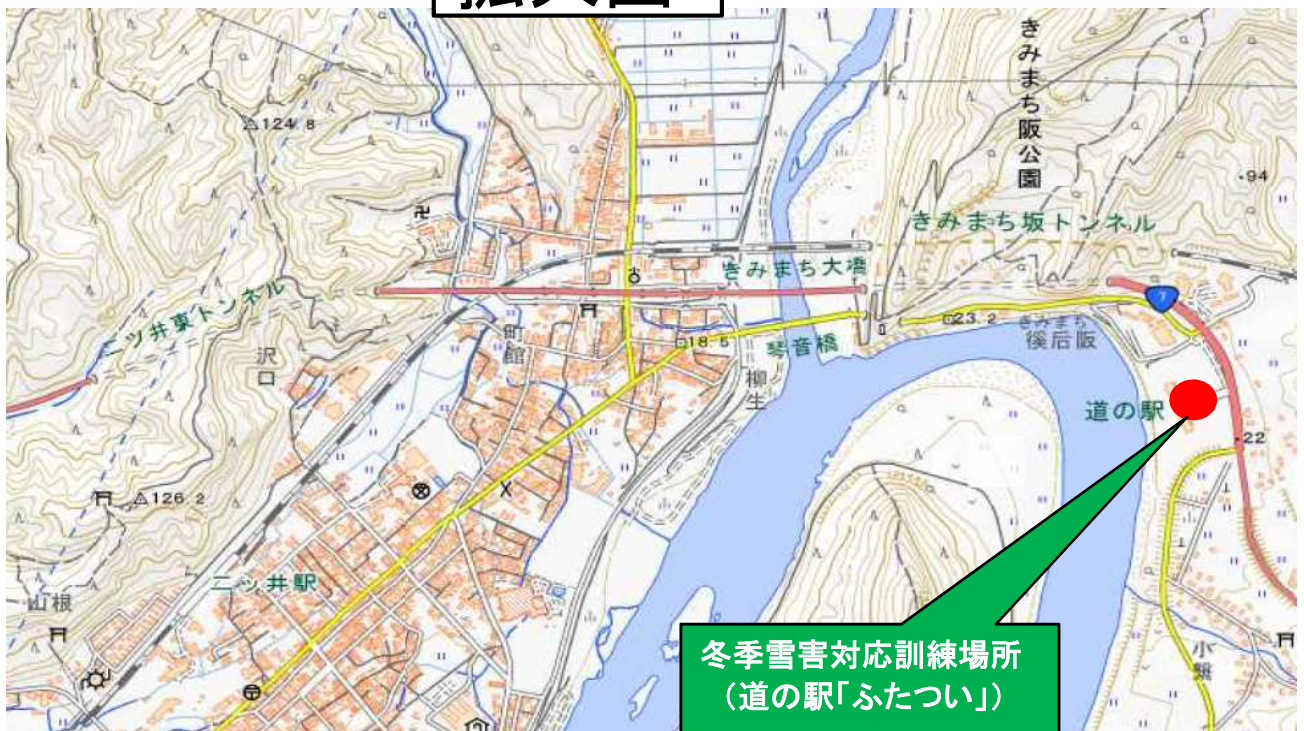 拡大図
きみまち阪公園
124.8
・94
きみまち坂トンネル
きみまち大橋
7
二ツ井東トンネル
沢口
町館
18.5
琴音橋
23.2
きみまち
徯后阪
柳生
道の駅
・22
126.2
二ツ井駅
山根
小繋
冬季雪害対応訓練場所
（道の駅「ふたつい」）